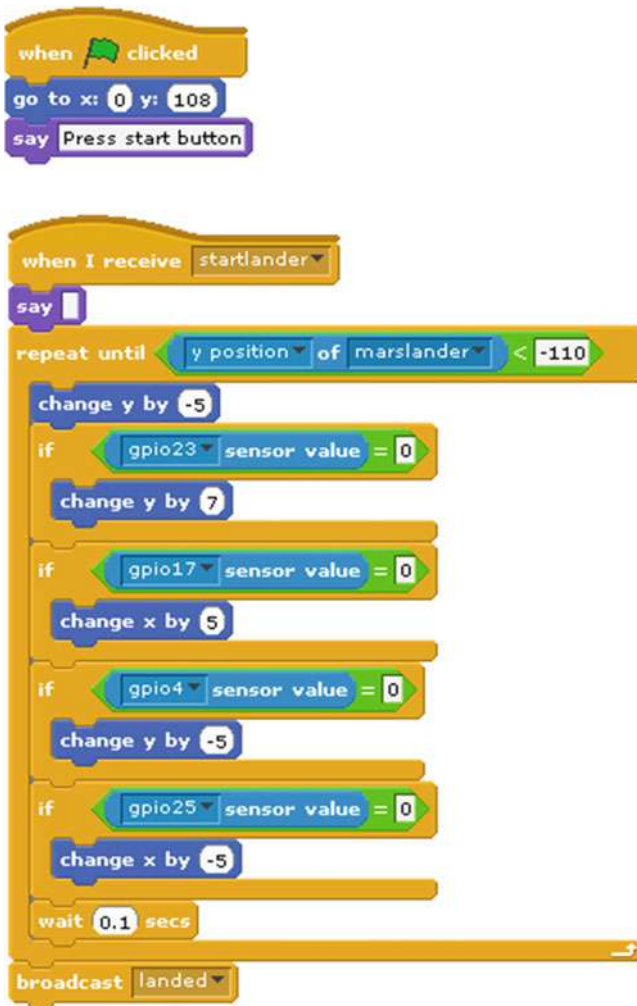 when clicked
go to x: 0 y: 108
say Press start button
when I receive startlander
say
repeat until y position of marslander < -110
change y by -5
if gpio23 sensor value = 0
change y by 7
if gpio17 sensor value = 0
change x by 5
if gpio4 sensor value = 0
change y by -5
if gpio25 sensor value = 0
change x by -5
wait 0.1 secs
broadcast landed